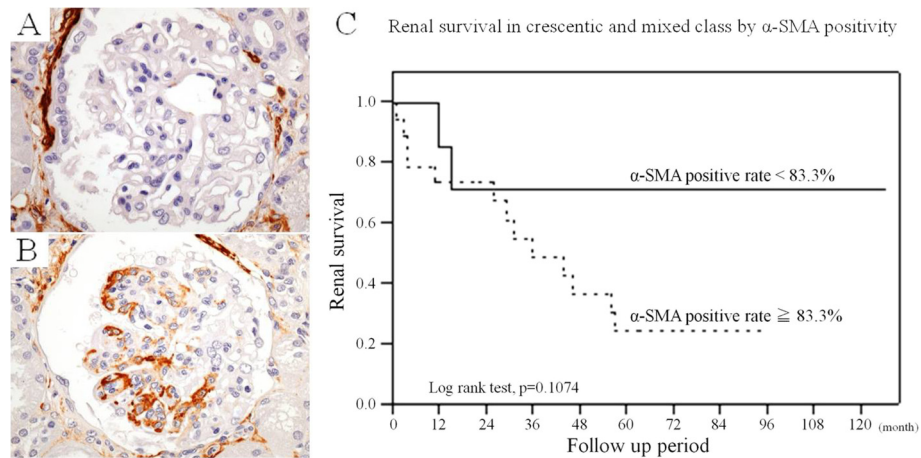 A
B
C
Renal survival in crescentic and mixed class by α-SMA positivity
Renal survival
1.0
0.8
0.6
0.4
0.2
0.0
α-SMA positive rate < 83.3%
α-SMA positive rate ≧ 83.3%
Log rank test, p=0.1074
0 12 24 36 48 60 72 84 96 108 120 (month)
Follow up period